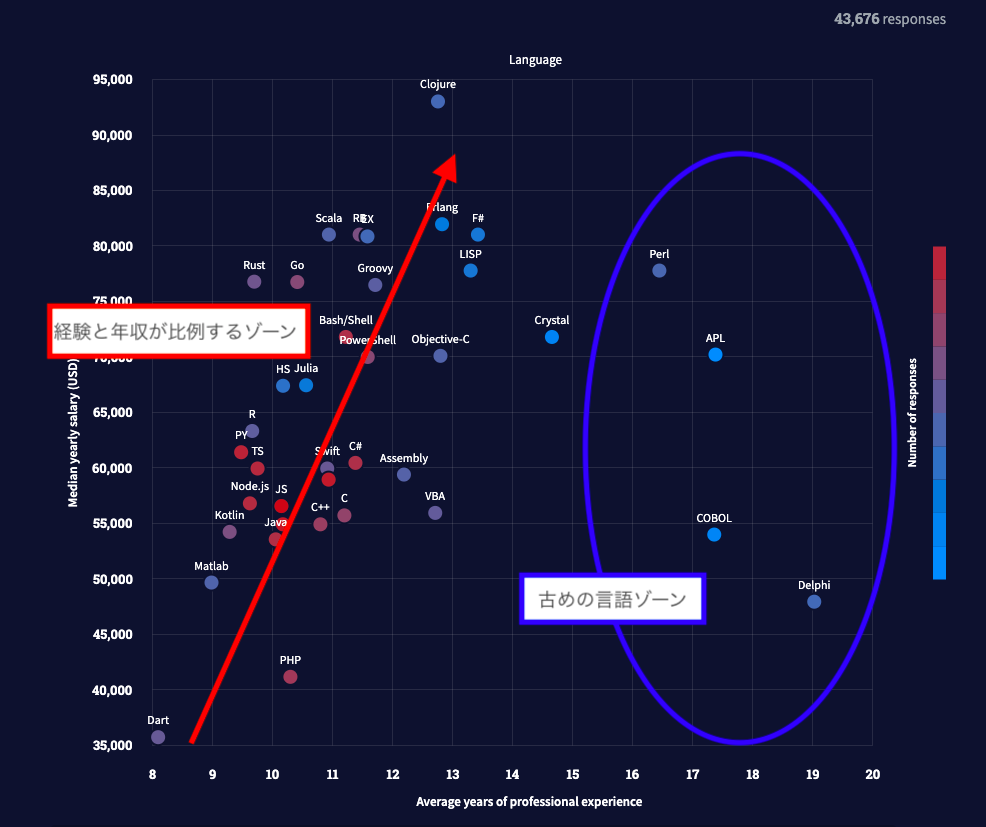 43,676 responses
Language
95,000
90,000
85,000
80,000
75,000
70,000
65,000
60,000
55,000
50,000
45,000
40,000
35,000
Median yearly salary (USD)
Clojure
Erlang
F#
Scala
EX
LISP
Perl
Rust
Go
Groovy
経験と年収が比例するゾーン
Bash/Shell
PowerShell
Objective-C
Crystal
APL
HS
Julia
R
PY
TS
Swift
C#
Assembly
Node.js
JS
VBA
Kotlin
Java
C++
C
COBOL
Matlab
Delphi
古めの言語ゾーン
PHP
Dart
8
9
10
11
12
13
14
15
16
17
18
19
20
Average years of professional experience
Number of responses